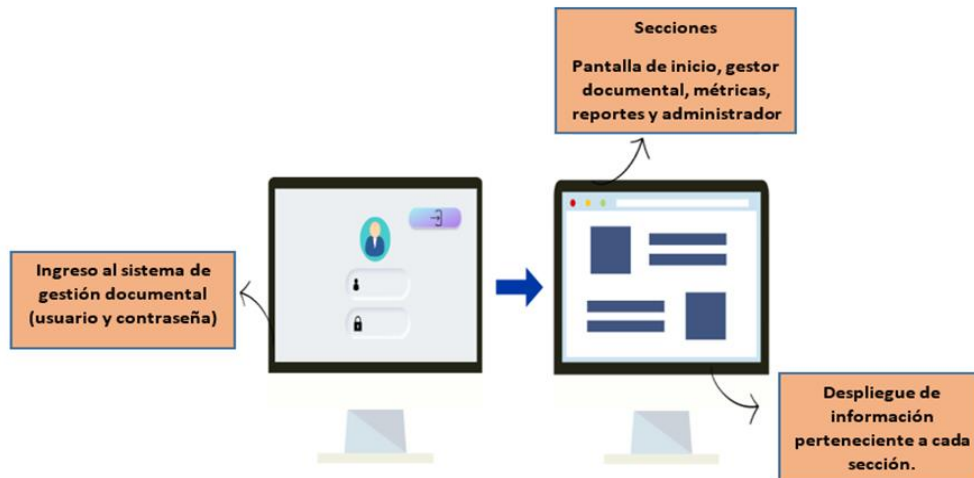 Secciones
Pantalla de inicio, gestor
documental, métricas,
reportes y administrador
Ingreso al sistema de
gestión documental
(usuario y contraseña)
Despliegue de
información
perteneciente a cada
sección.